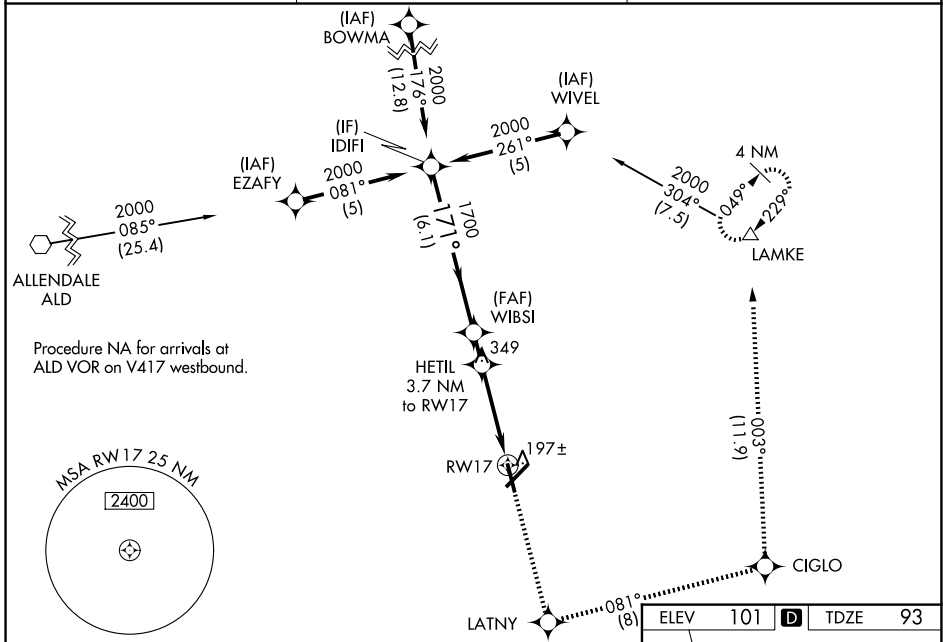 (IAF)
BOWMA
2000
176°
(12.8)
(IAF)
WIVEL
2000
261°
(5)
(IF)
IDIFI
(IAF)
EZAFY
2000
081°
(5)
2000
085°
(25.4)
ALLENDALE
ALD
4 NM
049°
229°
2000
304°
(7.5)
LAMKE
1700
171°
(6.1)
(FAF)
WIBSI
349
HETIL
3.7 NM
to RW17
Procedure NA for arrivals at
ALD VOR on V417 westbound.
003°
(11.9)
RW17
197±
MSA RW17 25 NM
2400
CIGLO
081°
(8)
LATNY
ELEV 101 D TDZE 93